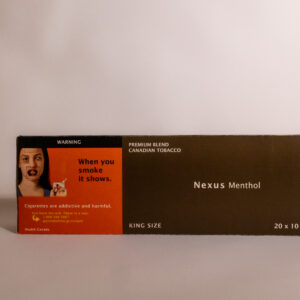 WARNING
When you
smoke
it shows.
Cigarettes are addictive and harmful.
Health Canada
PREMIUM BLEND
CANADIAN TOBACCO
Nexus Menthol
KING SIZE
20 x 10